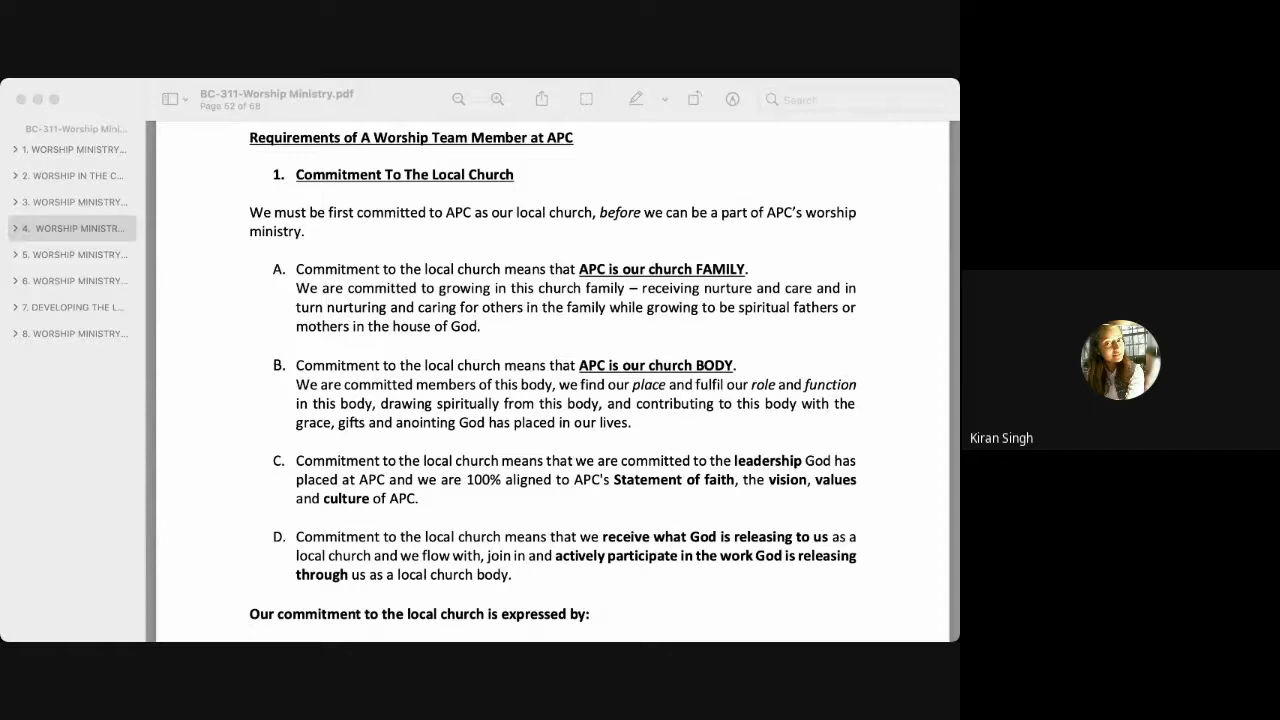 BC-311-Worship Ministry.pdf
Page 52 of 68
Search
BC-311-Worship Mini...
1. WORSHIP MINISTRY...
2. WORSHIP IN THE C...
3. WORSHIP MINISTRY...
4. WORSHIP MINISTR...
5. WORSHIP MINISTRY...
6. WORSHIP MINISTRY...
7. DEVELOPING THE L...
8. WORSHIP MINISTRY...
Requirements of A Worship Team Member at APC
1. Commitment To The Local Church
We must be first committed to APC as our local church, before we can be a part of APC's worship
ministry.
A. Commitment to the local church means that APC is our church FAMILY.
We are committed to growing in this church family – receiving nurture and care and in
turn nurturing and caring for others in the family while growing to be spiritual fathers or
mothers in the house of God.
B. Commitment to the local church means that APC is our church BODY.
We are committed members of this body, we find our place and fulfil our role and function
in this body, drawing spiritually from this body, and contributing to this body with the
grace, gifts and anointing God has placed in our lives.
C. Commitment to the local church means that we are committed to the leadership God has
placed at APC and we are 100% aligned to APC's Statement of faith, the vision, values
and culture of APC.
D. Commitment to the local church means that we receive what God is releasing to us as a
local church and we flow with, join in and actively participate in the work God is releasing
through us as a local church body.
Our commitment to the local church is expressed by:
Kiran Singh